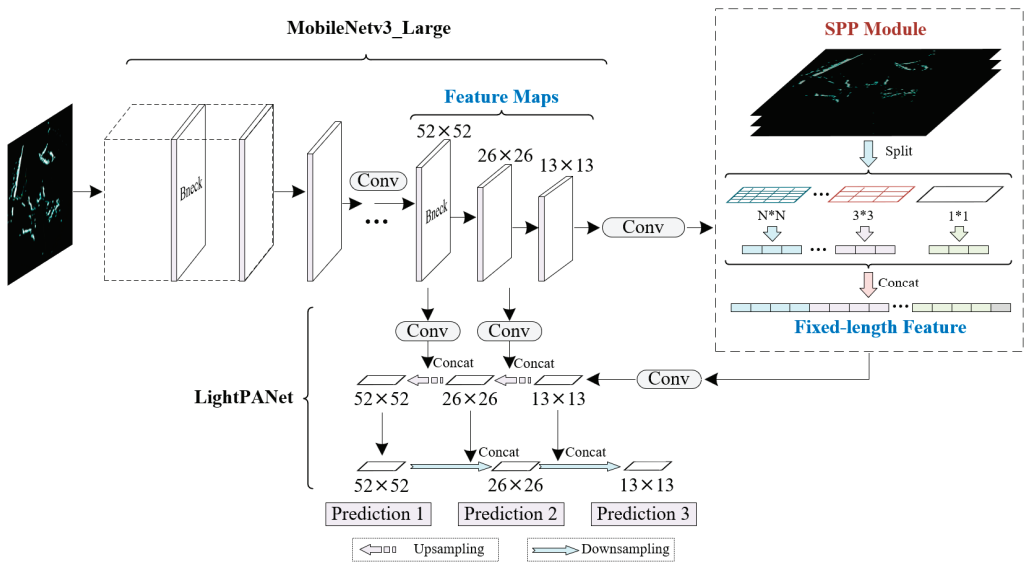 MobileNetv3_Large
SPP Module
Feature Maps
52×52
26×26
13×13
Bneck
Conv
Bneck
Conv
Split
N*N
3*3
1*1
Concat
Fixed-length Feature
Conv
Conv
Concat
Concat
Conv
LightPANet
52×52
26×26
13×13
Concat
Concat
52×52
26×26
13×13
Prediction 1
Prediction 2
Prediction 3
Upsampling
Downsampling